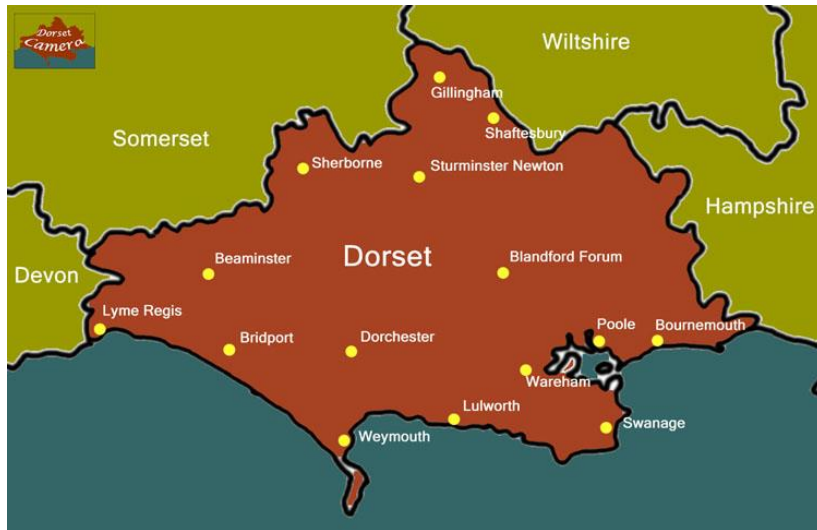 Dorset
Camera
Wiltshire
Gillingham
Shaftesbury
Somerset
Sherborne
Sturminster Newton
Hampshire
Beaminster
Dorset
Blandford Forum
Devon
Lyme Regis
Bridport
Dorchester
Poole
Bournemouth
Wareham
Lulworth
Swanage
Weymouth